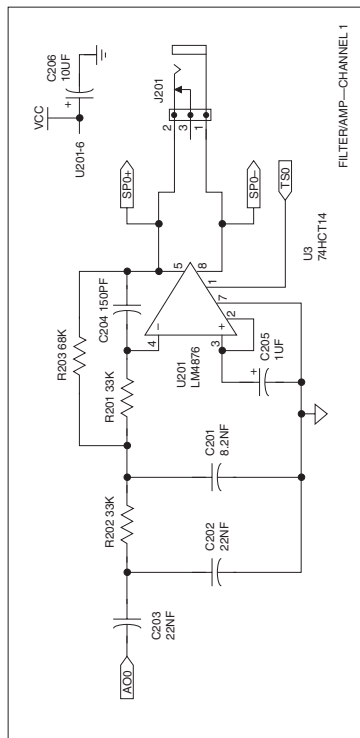 VCC
C206
10UF
+
U201-6
R203 68K
C204 150PF
R202 33K
R201 33K
C203
22NF
AO0
C202
22NF
C201
8.2NF
C205
1UF
+
U201
LM4876
4
−
3
+
2
7
1
5
8
SP0+
SP0−
J201
2
3
1
TS0
U3
74HCT14
FILTER/AMP—CHANNEL 1